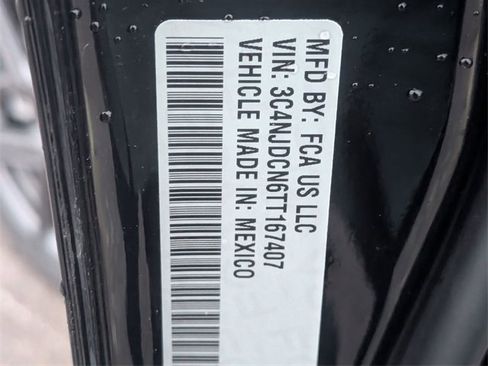 MFD BY: FCA US LLC
VIN: 3C4NJDCN6TT167407
VEHICLE MADE IN: MEXICO